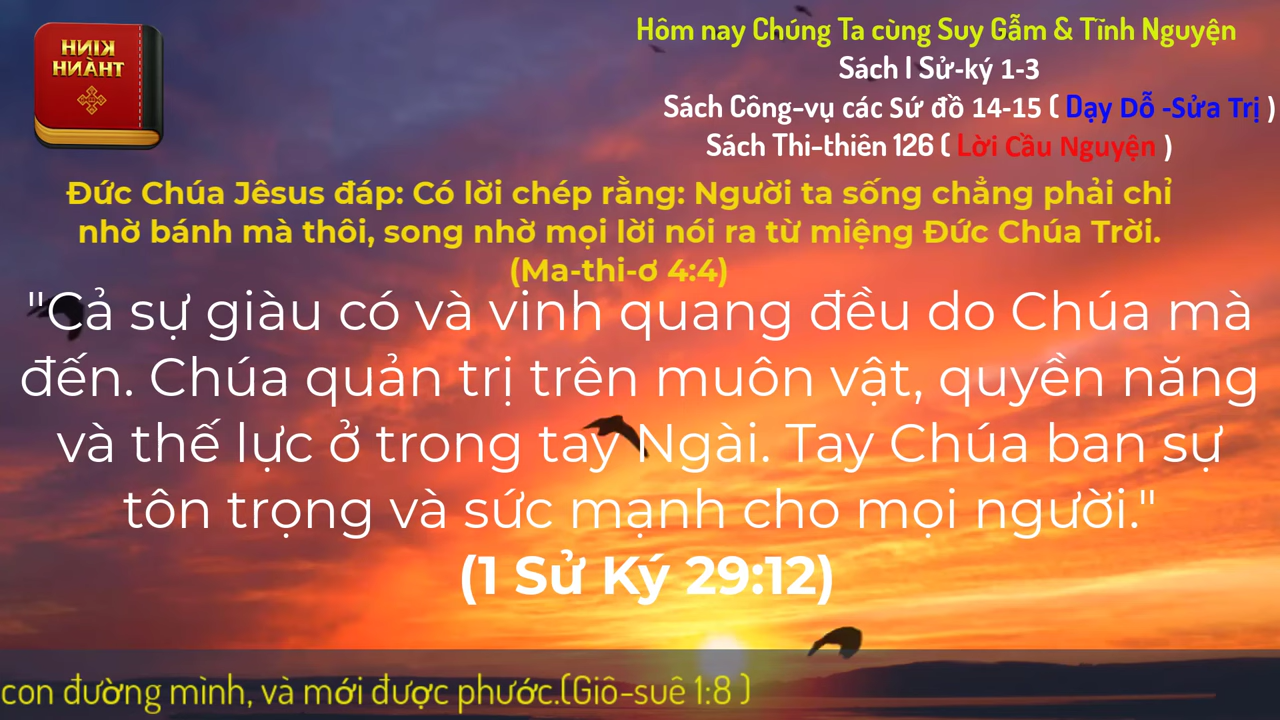 KINH
THÀNH
Hôm nay Chúng Ta cùng Suy Gẫm & Tĩnh Nguyện
Sách I Sử-ký 1-3
Sách Công-vụ các Sứ đồ 14-15 ( Dạy Dỗ -Sửa Trị )
Sách Thi-thiên 126 ( Lời Cầu Nguyện )
Đức Chúa Jêsus đáp: Có lời chép rằng: Người ta sống chẳng phải chỉ
nhờ bánh mà thôi, song nhờ mọi lời nói ra từ miệng Đức Chúa Trời.
(Ma-thi-ơ 4:4)
"Cả sự giàu có và vinh quang đều do Chúa mà
đến. Chúa quản trị trên muôn vật, quyền năng
và thế lực ở trong tay Ngài. Tay Chúa ban sự
tôn trọng và sức mạnh cho mọi người."
(1 Sử Ký 29:12)
con đường mình, và mới được phước.(Giô-suê 1:8 )